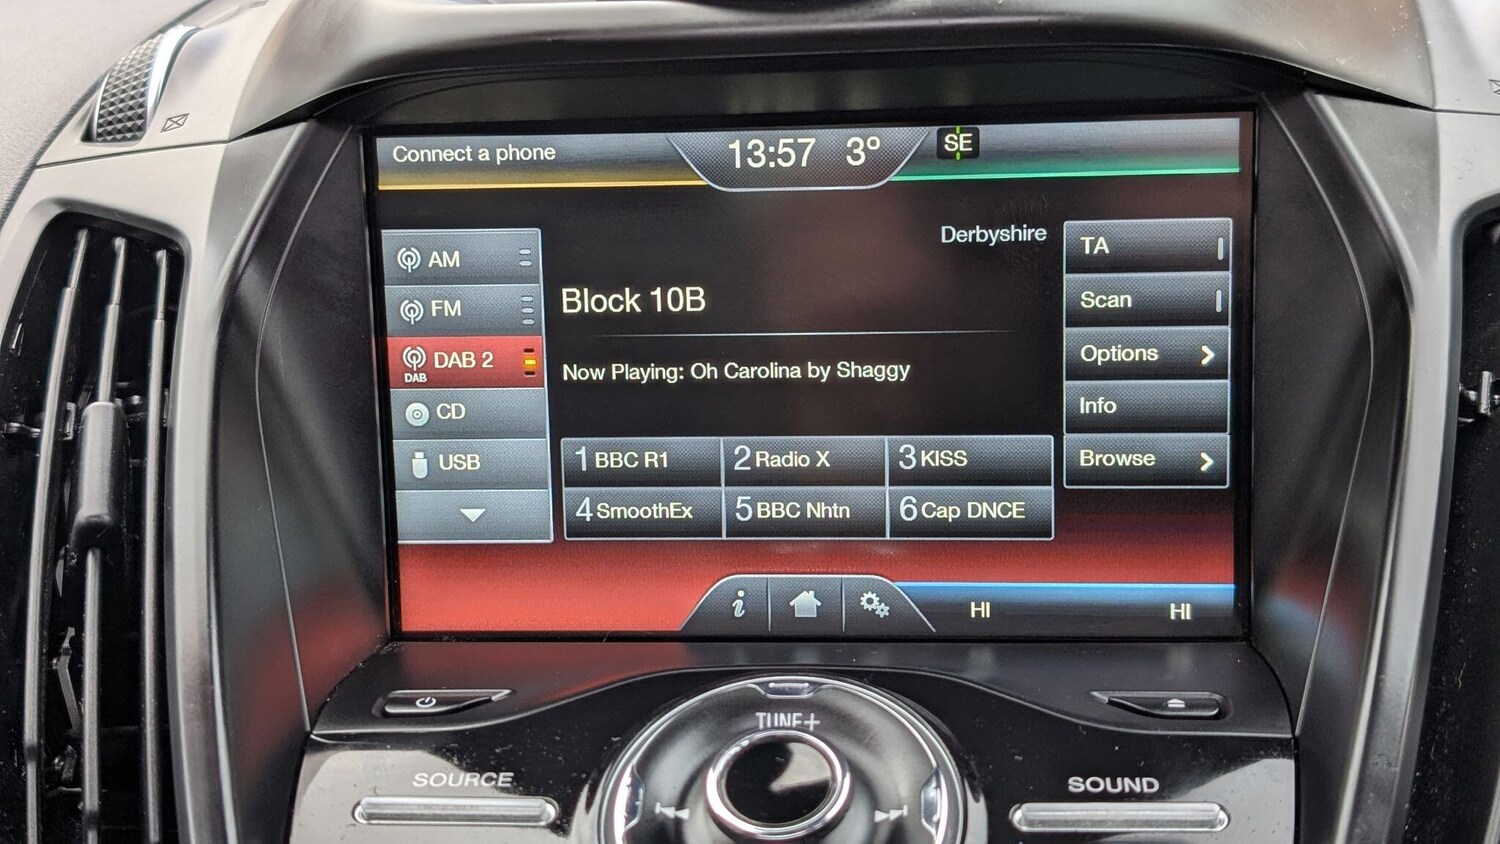 Connect a phone
13:57 3° SE
Derbyshire
AM
FM
DAB 2
DAB
CD
USB
Block 10B
Now Playing: Oh Carolina by Shaggy
1 BBC R1
2 Radio X
3 KISS
4 SmoothEx
5 BBC Nhtn
6 Cap DNCE
TA
Scan
Options
Info
Browse
i
HI HI
TUNE+
SOURCE
SOUND